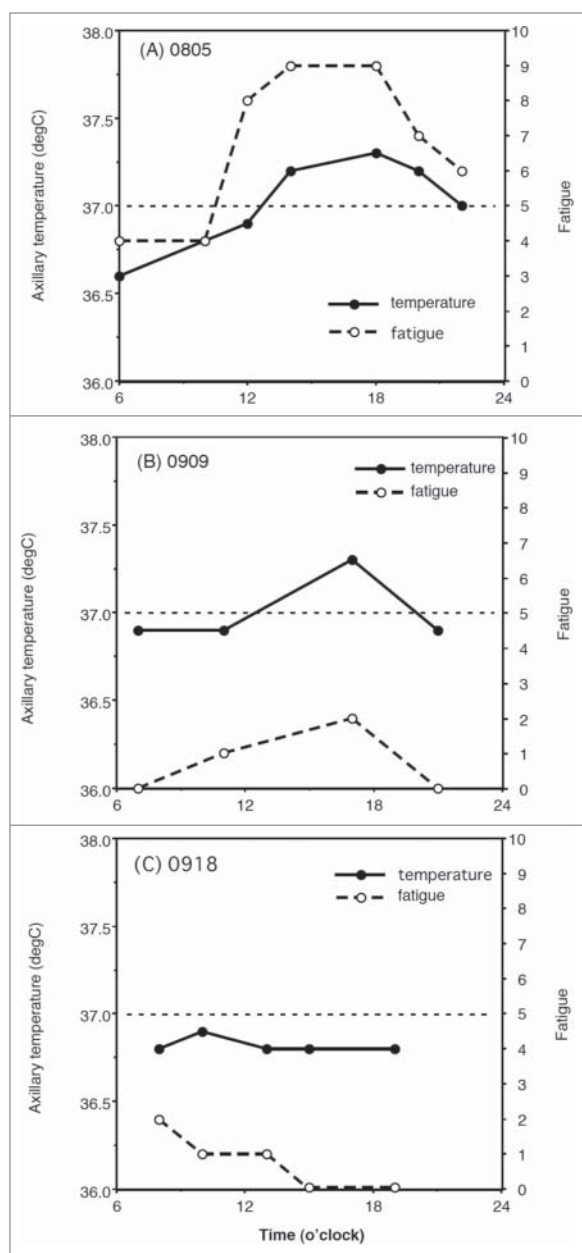 (A) 0805
38.0
37.5
37.0
36.5
36.0
Axillary temperature (degC)
10
9
8
7
6
5
4
3
2
1
0
Fatigue
temperature
fatigue
6 12 18 24
(B) 0909
38.0
37.5
37.0
36.5
36.0
Axillary temperature (degC)
10
9
8
7
6
5
4
3
2
1
0
Fatigue
temperature
fatigue
6 12 18 24
(C) 0918
38.0
37.5
37.0
36.5
36.0
Axillary temperature (degC)
10
9
8
7
6
5
4
3
2
1
0
Fatigue
temperature
fatigue
6 12 18 24
Time (o'clock)